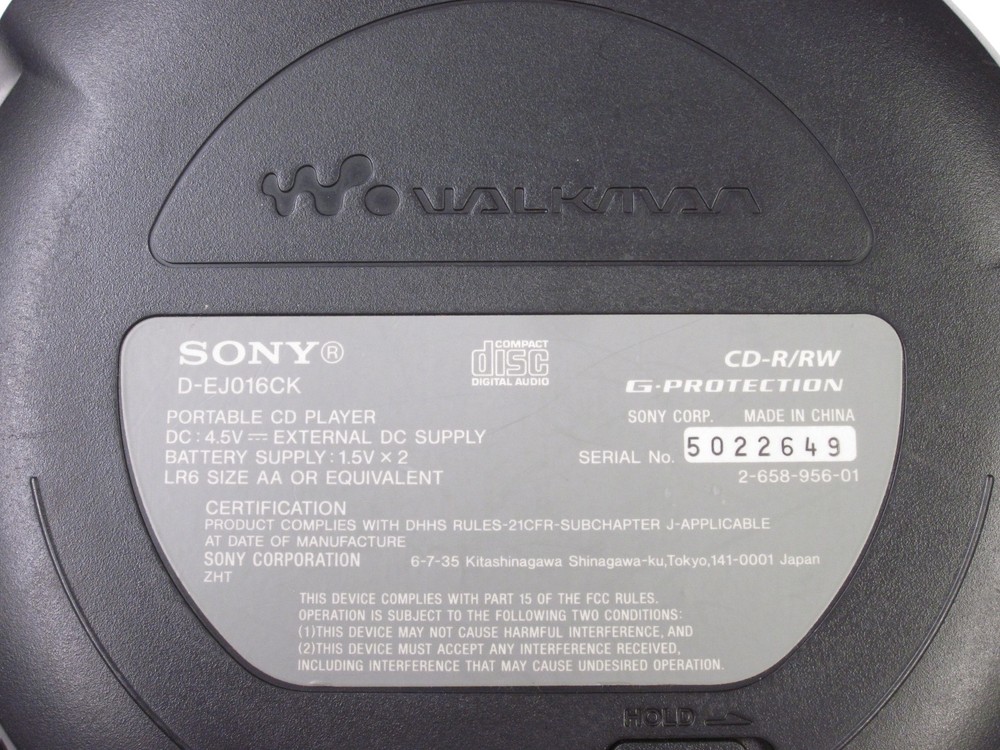 WALKMAN
SONY®
D-EJ016CK
COMPACT
disc
DIGITAL AUDIO
CD-R/RW
G-PROTECTION
PORTABLE CD PLAYER
DC : 4.5V ⎓ EXTERNAL DC SUPPLY
BATTERY SUPPLY : 1.5V × 2
LR6 SIZE AA OR EQUIVALENT
SONY CORP. MADE IN CHINA
SERIAL No. 5022649
2-658-956-01
CERTIFICATION
PRODUCT COMPLIES WITH DHHS RULES-21CFR-SUBCHAPTER J-APPLICABLE
AT DATE OF MANUFACTURE
SONY CORPORATION 6-7-35 Kitashinagawa Shinagawa-ku,Tokyo,141-0001 Japan
ZHT
THIS DEVICE COMPLIES WITH PART 15 OF THE FCC RULES.
OPERATION IS SUBJECT TO THE FOLLOWING TWO CONDITIONS:
(1)THIS DEVICE MAY NOT CAUSE HARMFUL INTERFERENCE, AND
(2)THIS DEVICE MUST ACCEPT ANY INTERFERENCE RECEIVED,
INCLUDING INTERFERENCE THAT MAY CAUSE UNDESIRED OPERATION.
HOLD